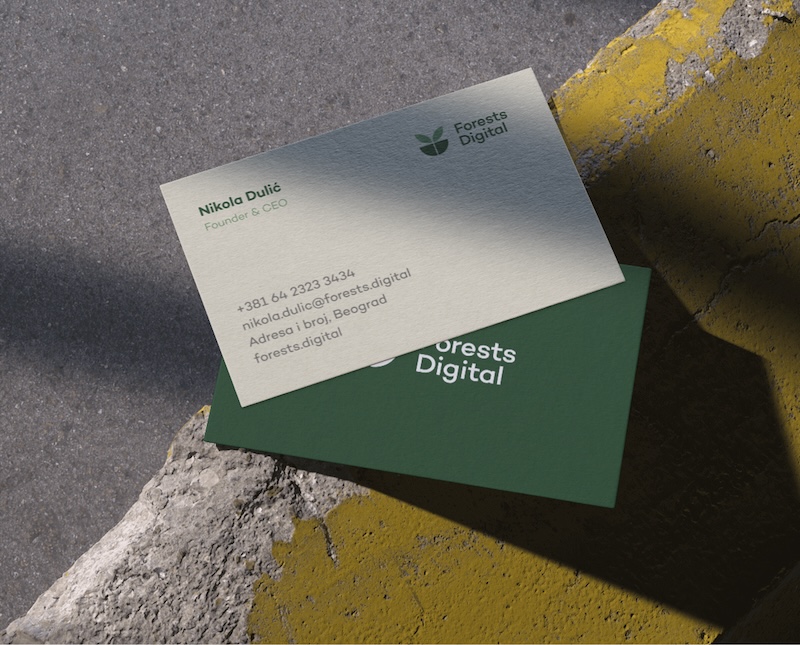 Forests
Digital
Nikola Dulić
Founder & CEO
+381 64 2323 3434
nikola.dulic@forests.digital
Adresa i broj, Beograd
forests.digital
orests
Digital